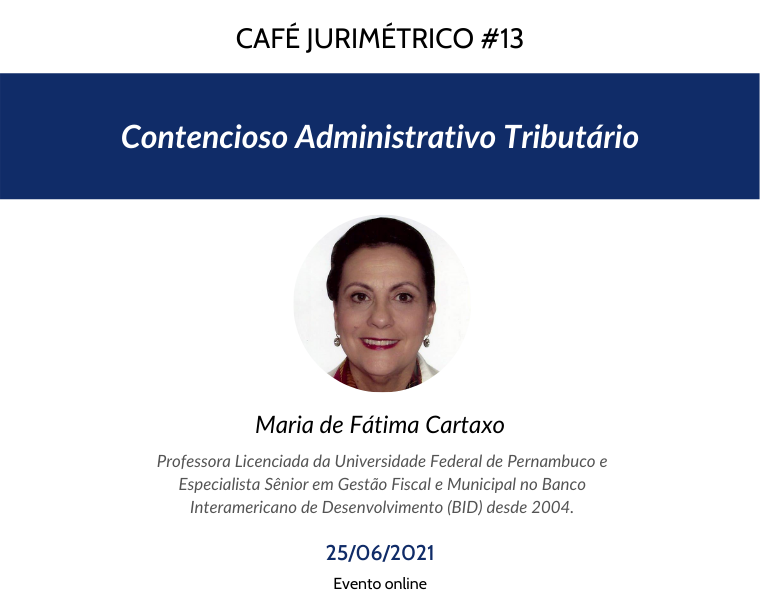 CAFÉ JURIMÉTRICO #13
Contencioso Administrativo Tributário
Maria de Fátima Cartaxo
Professora Licenciada da Universidade Federal de Pernambuco e
Especialista Sênior em Gestão Fiscal e Municipal no Banco
Interamericano de Desenvolvimento (BID) desde 2004.
25/06/2021
Evento online